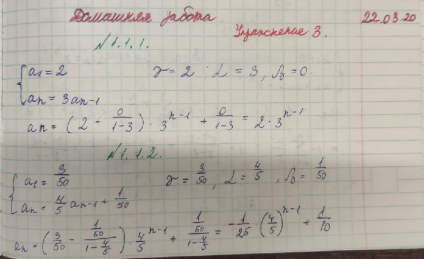 Домашняя работа 22.03.20
Упражнение 3.
№1.1.1.
{a₁ = 2 γ = 2 α = 3, β = 0
aₙ = 3aₙ₋₁
aₙ = (2 - 0/(1-3)) · 3^(n-1) + 0/(1-3) = 2 · 3^(n-1)
№1.1.2.
{a₁ = 3/50 γ = 3/50, α = 4/5, β = 1/50
aₙ = 4/5 aₙ₋₁ + 1/50
aₙ = (3/50 - (1/50)/(1-4/5)) · 4/5^(n-1) + (1/50)/(1-4/5) = -1/25 · (4/5)^(n-1) + 1/10